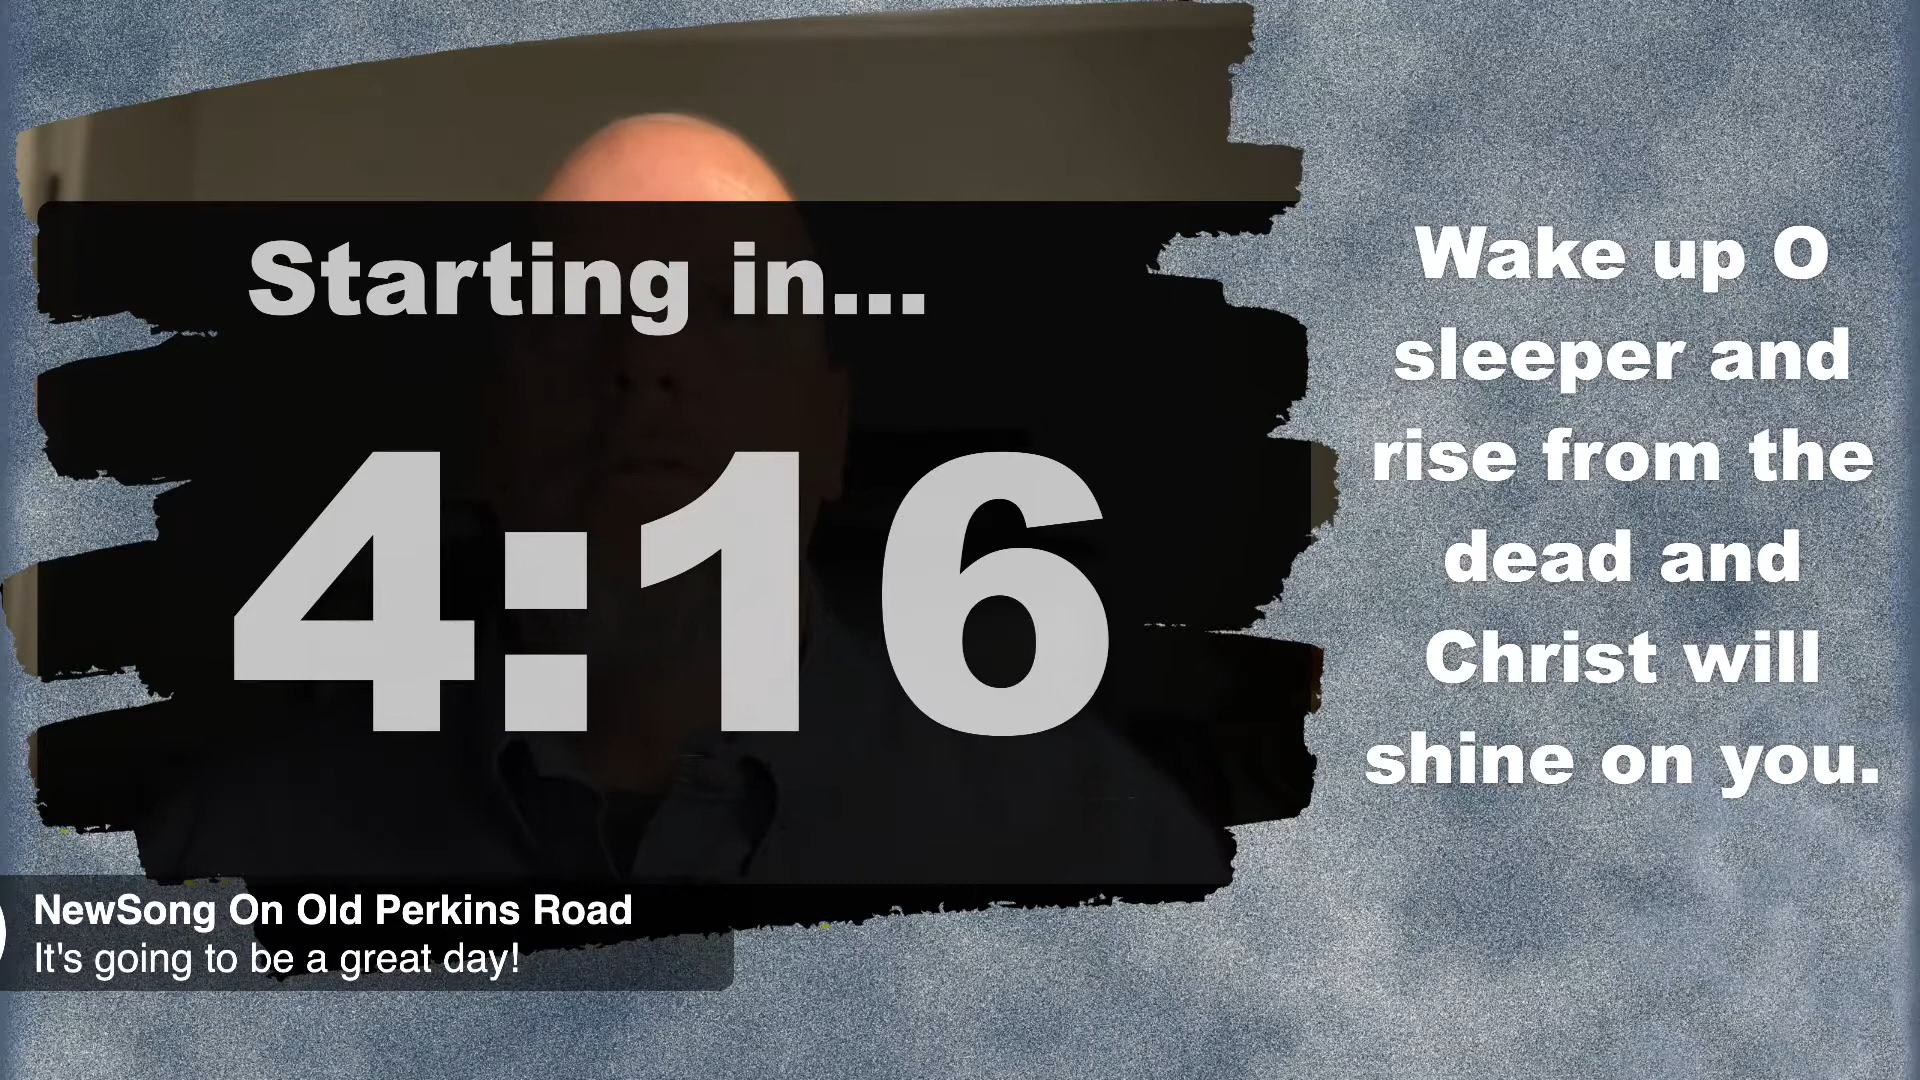 Starting in...
4:16
Wake up O
sleeper and
rise from the
dead and
Christ will
shine on you.
NewSong On Old Perkins Road
It's going to be a great day!